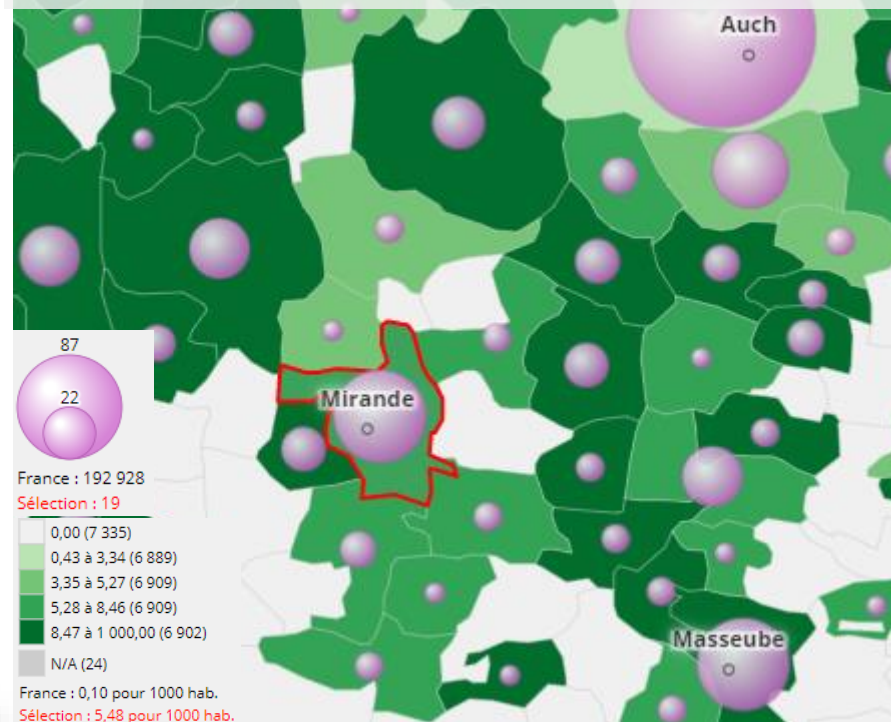 Auch
Mirande
87
22
France : 192 928
Sélection : 19
0,00 (7 335)
0,43 à 3,34 (6 889)
3,35 à 5,27 (6 909)
5,28 à 8,46 (6 909)
8,47 à 1 000,00 (6 902)
N/A (24)
Masseube
France : 0,10 pour 1000 hab.
Sélection : 5,48 pour 1000 hab.